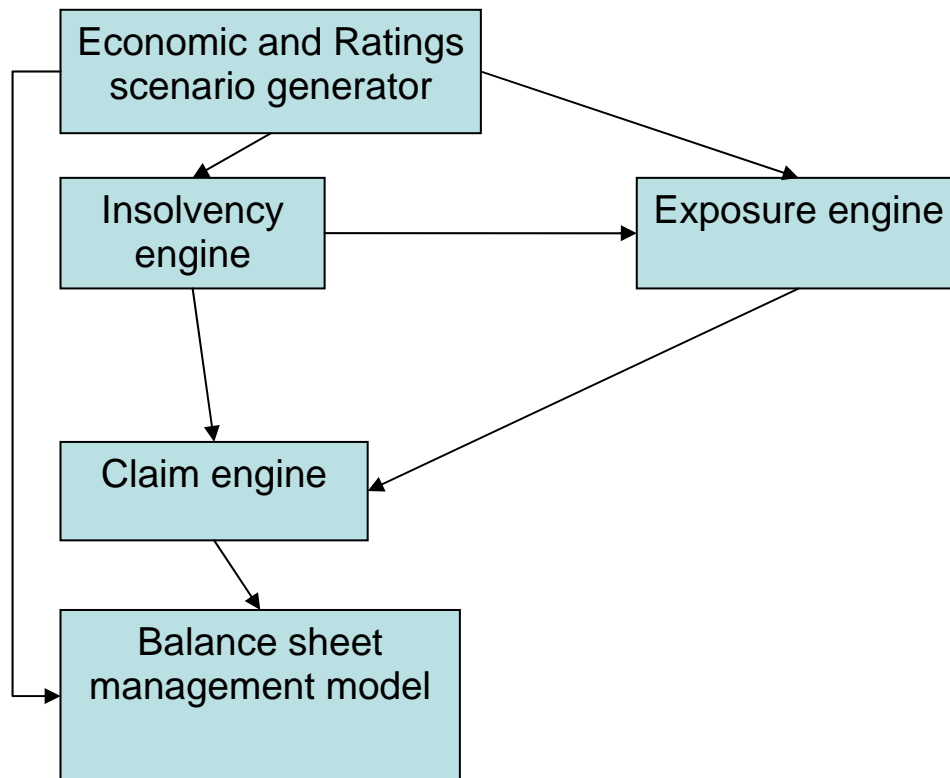 Economic and Ratings
scenario generator
Insolvency
engine
Exposure engine
Claim engine
Balance sheet
management model